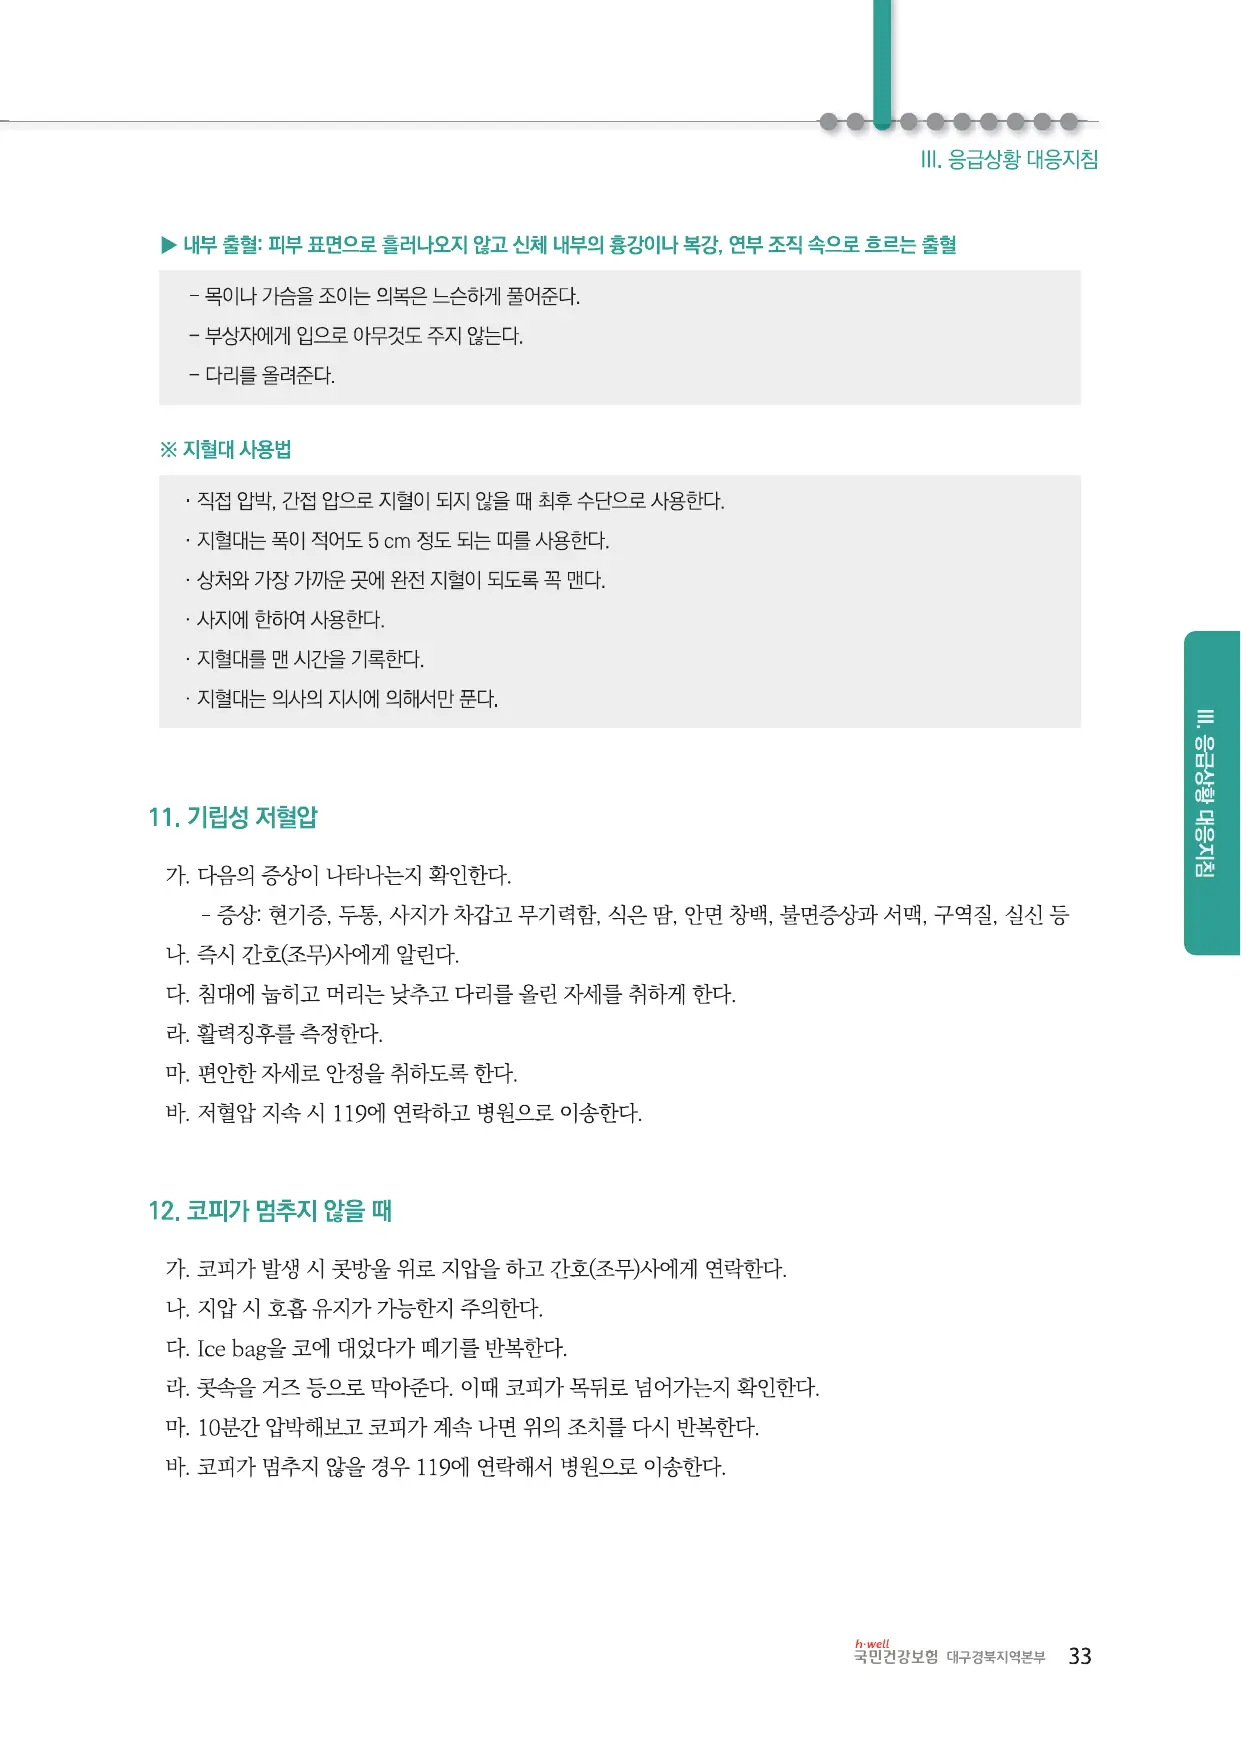 III. 응급상황 대응지침
▶ 내부 출혈: 피부 표면으로 흘러나오지 않고 신체 내부의 흉강이나 복강, 연부 조직 속으로 흐르는 출혈
- 목이나 가슴을 조이는 의복은 느슨하게 풀어준다.
- 부상자에게 입으로 아무것도 주지 않는다.
- 다리를 올려준다.
※ 지혈대 사용법
· 직접 압박, 간접 압으로 지혈이 되지 않을 때 최후 수단으로 사용한다.
· 지혈대는 폭이 적어도 5 cm 정도 되는 띠를 사용한다.
· 상처와 가장 가까운 곳에 완전 지혈이 되도록 꼭 맨다.
· 사지에 한하여 사용한다.
· 지혈대를 맨 시간을 기록한다.
· 지혈대는 의사의 지시에 의해서만 푼다.
III. 응급상황 대응지침
11. 기립성 저혈압
가. 다음의 증상이 나타나는지 확인한다.
- 증상: 현기증, 두통, 사지가 차갑고 무기력함, 식은 땀, 안면 창백, 불면증상과 서맥, 구역질, 실신 등
나. 즉시 간호(조무)사에게 알린다.
다. 침대에 눕히고 머리는 낮추고 다리를 올린 자세를 취하게 한다.
라. 활력징후를 측정한다.
마. 편안한 자세로 안정을 취하도록 한다.
바. 저혈압 지속 시 119에 연락하고 병원으로 이송한다.
12. 코피가 멈추지 않을 때
가. 코피가 발생 시 콧방울 위로 지압을 하고 간호(조무)사에게 연락한다.
나. 지압 시 호흡 유지가 가능한지 주의한다.
다. Ice bag을 코에 대었다가 떼기를 반복한다.
라. 콧속을 거즈 등으로 막아준다. 이때 코피가 목뒤로 넘어가는지 확인한다.
마. 10분간 압박해보고 코피가 계속 나면 위의 조치를 다시 반복한다.
바. 코피가 멈추지 않을 경우 119에 연락해서 병원으로 이송한다.
h·well
국민건강보험 대구경북지역본부 33